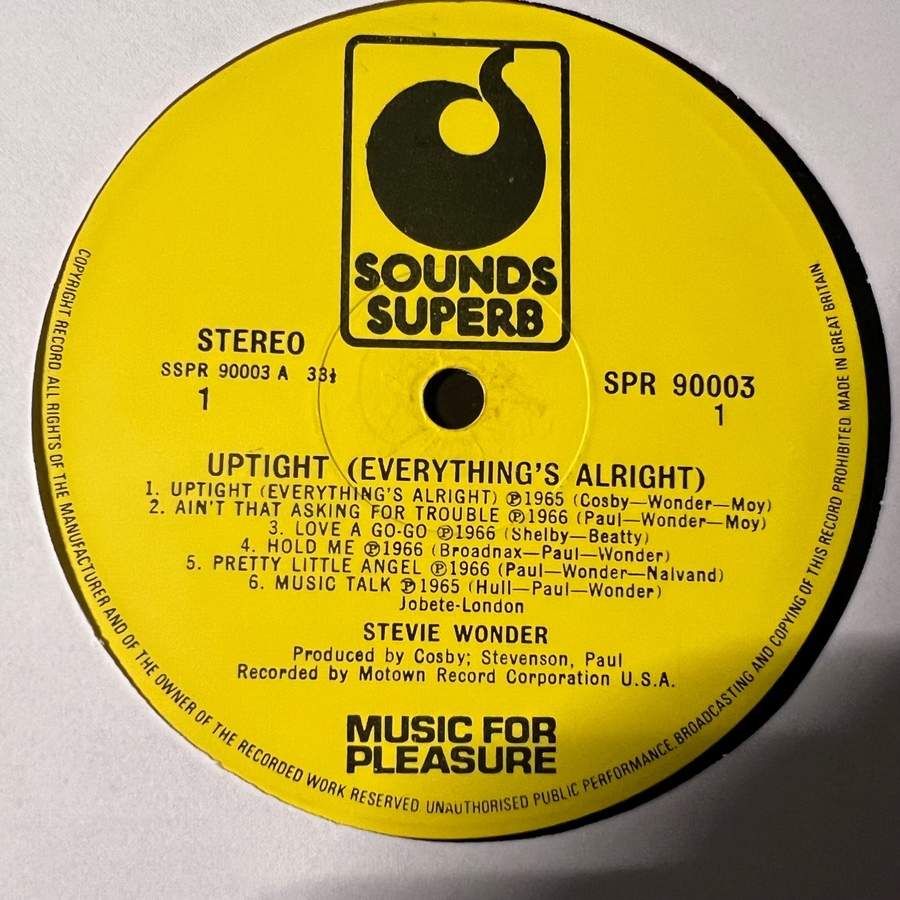 SOUNDS
SUPERB
STEREO
SSPR 90003 A 33⅓
1
SPR 90003
1
UPTIGHT (EVERYTHING'S ALRIGHT)
1. UPTIGHT (EVERYTHING'S ALRIGHT) ℗1965 (Cosby—Wonder—Moy)
2. AIN'T THAT ASKING FOR TROUBLE ℗1966 (Paul—Wonder—Moy)
3. LOVE A GO-GO ℗1966 (Shelby—Beatty)
4. HOLD ME ℗1966 (Broadnax—Paul—Wonder)
5. PRETTY LITTLE ANGEL ℗1966 (Paul—Wonder—Nalvand)
6. MUSIC TALK ℗1965 (Hull—Paul—Wonder)
Jobete-London
STEVIE WONDER
Produced by Cosby; Stevenson, Paul
Recorded by Motown Record Corporation U.S.A.
MUSIC FOR
PLEASURE
COPYRIGHT RECORD ALL RIGHTS OF THE MANUFACTURER AND OF THE OWNER OF THE RECORDED WORK RESERVED UNAUTHORISED PUBLIC PERFORMANCE, BROADCASTING AND COPYING OF THIS RECORD PROHIBITED. MADE IN GREAT BRITAIN